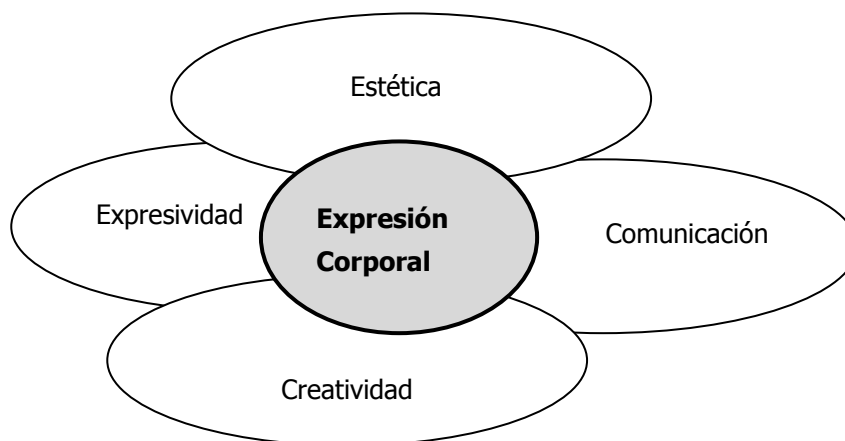 Estética
Expresividad
Expresión
Corporal
Comunicación
Creatividad